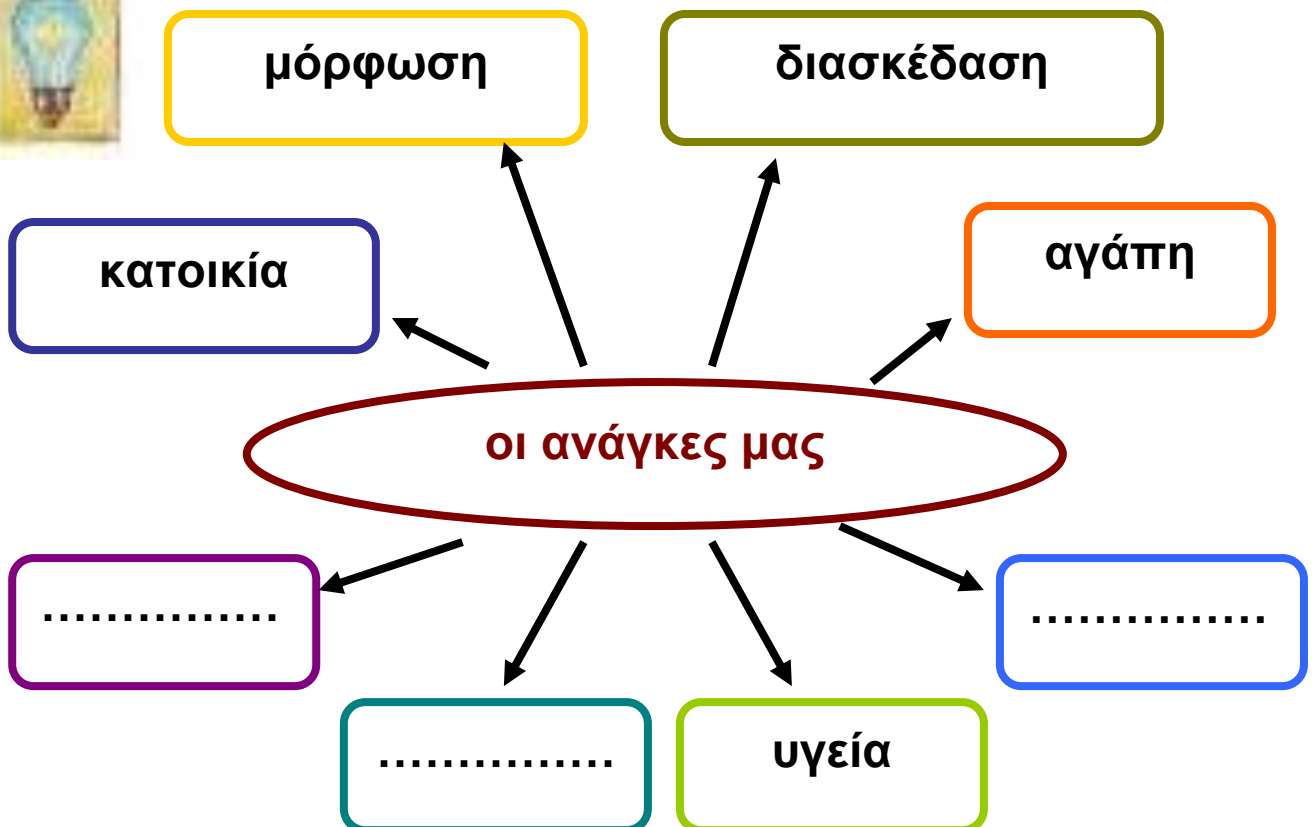 μόρφωση
διασκέδαση
κατοικία
αγάπη
οι ανάγκες μας
……………
……………
……………
υγεία